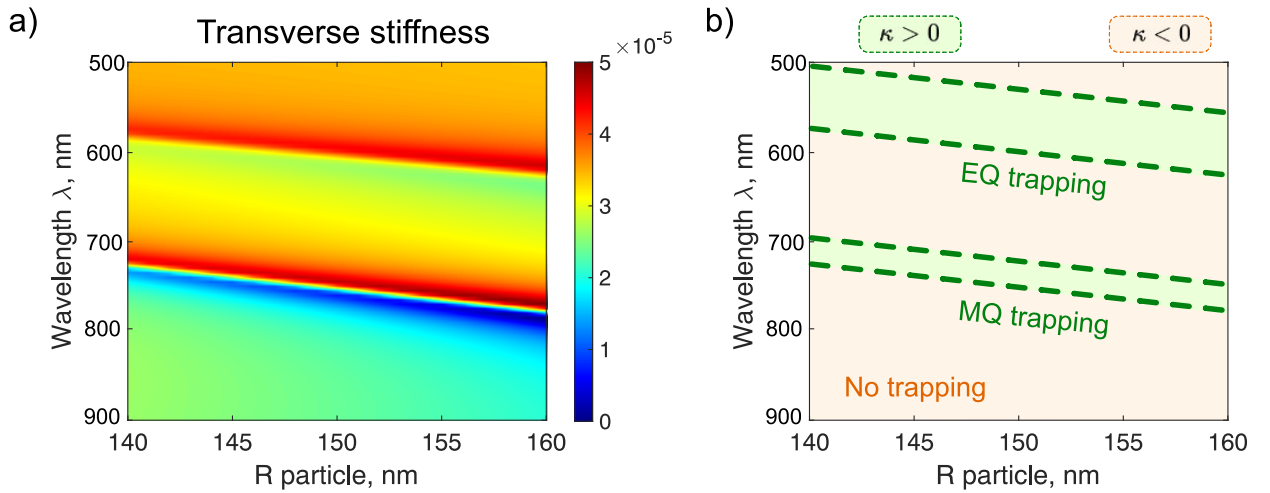 a)
Transverse stiffness
×10⁻⁵
500
600
700
800
900
Wavelength λ, nm
140
145
150
155
160
R particle, nm
5
4
3
2
1
0
b)
κ > 0
κ < 0
500
600
700
800
900
Wavelength λ, nm
EQ trapping
MQ trapping
No trapping
140
145
150
155
160
R particle, nm